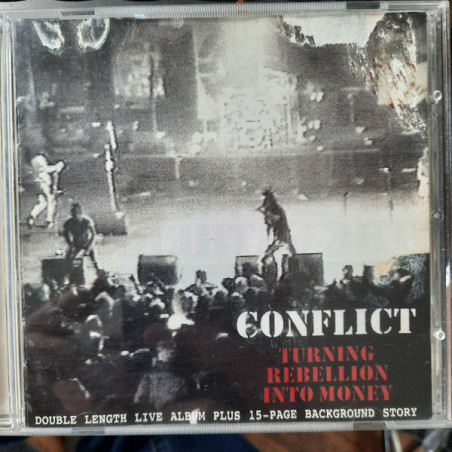 CONFLICT
TURNING
REBELLION
INTO MONEY
DOUBLE LENGTH LIVE ALBUM PLUS 15-PAGE BACKGROUND STORY